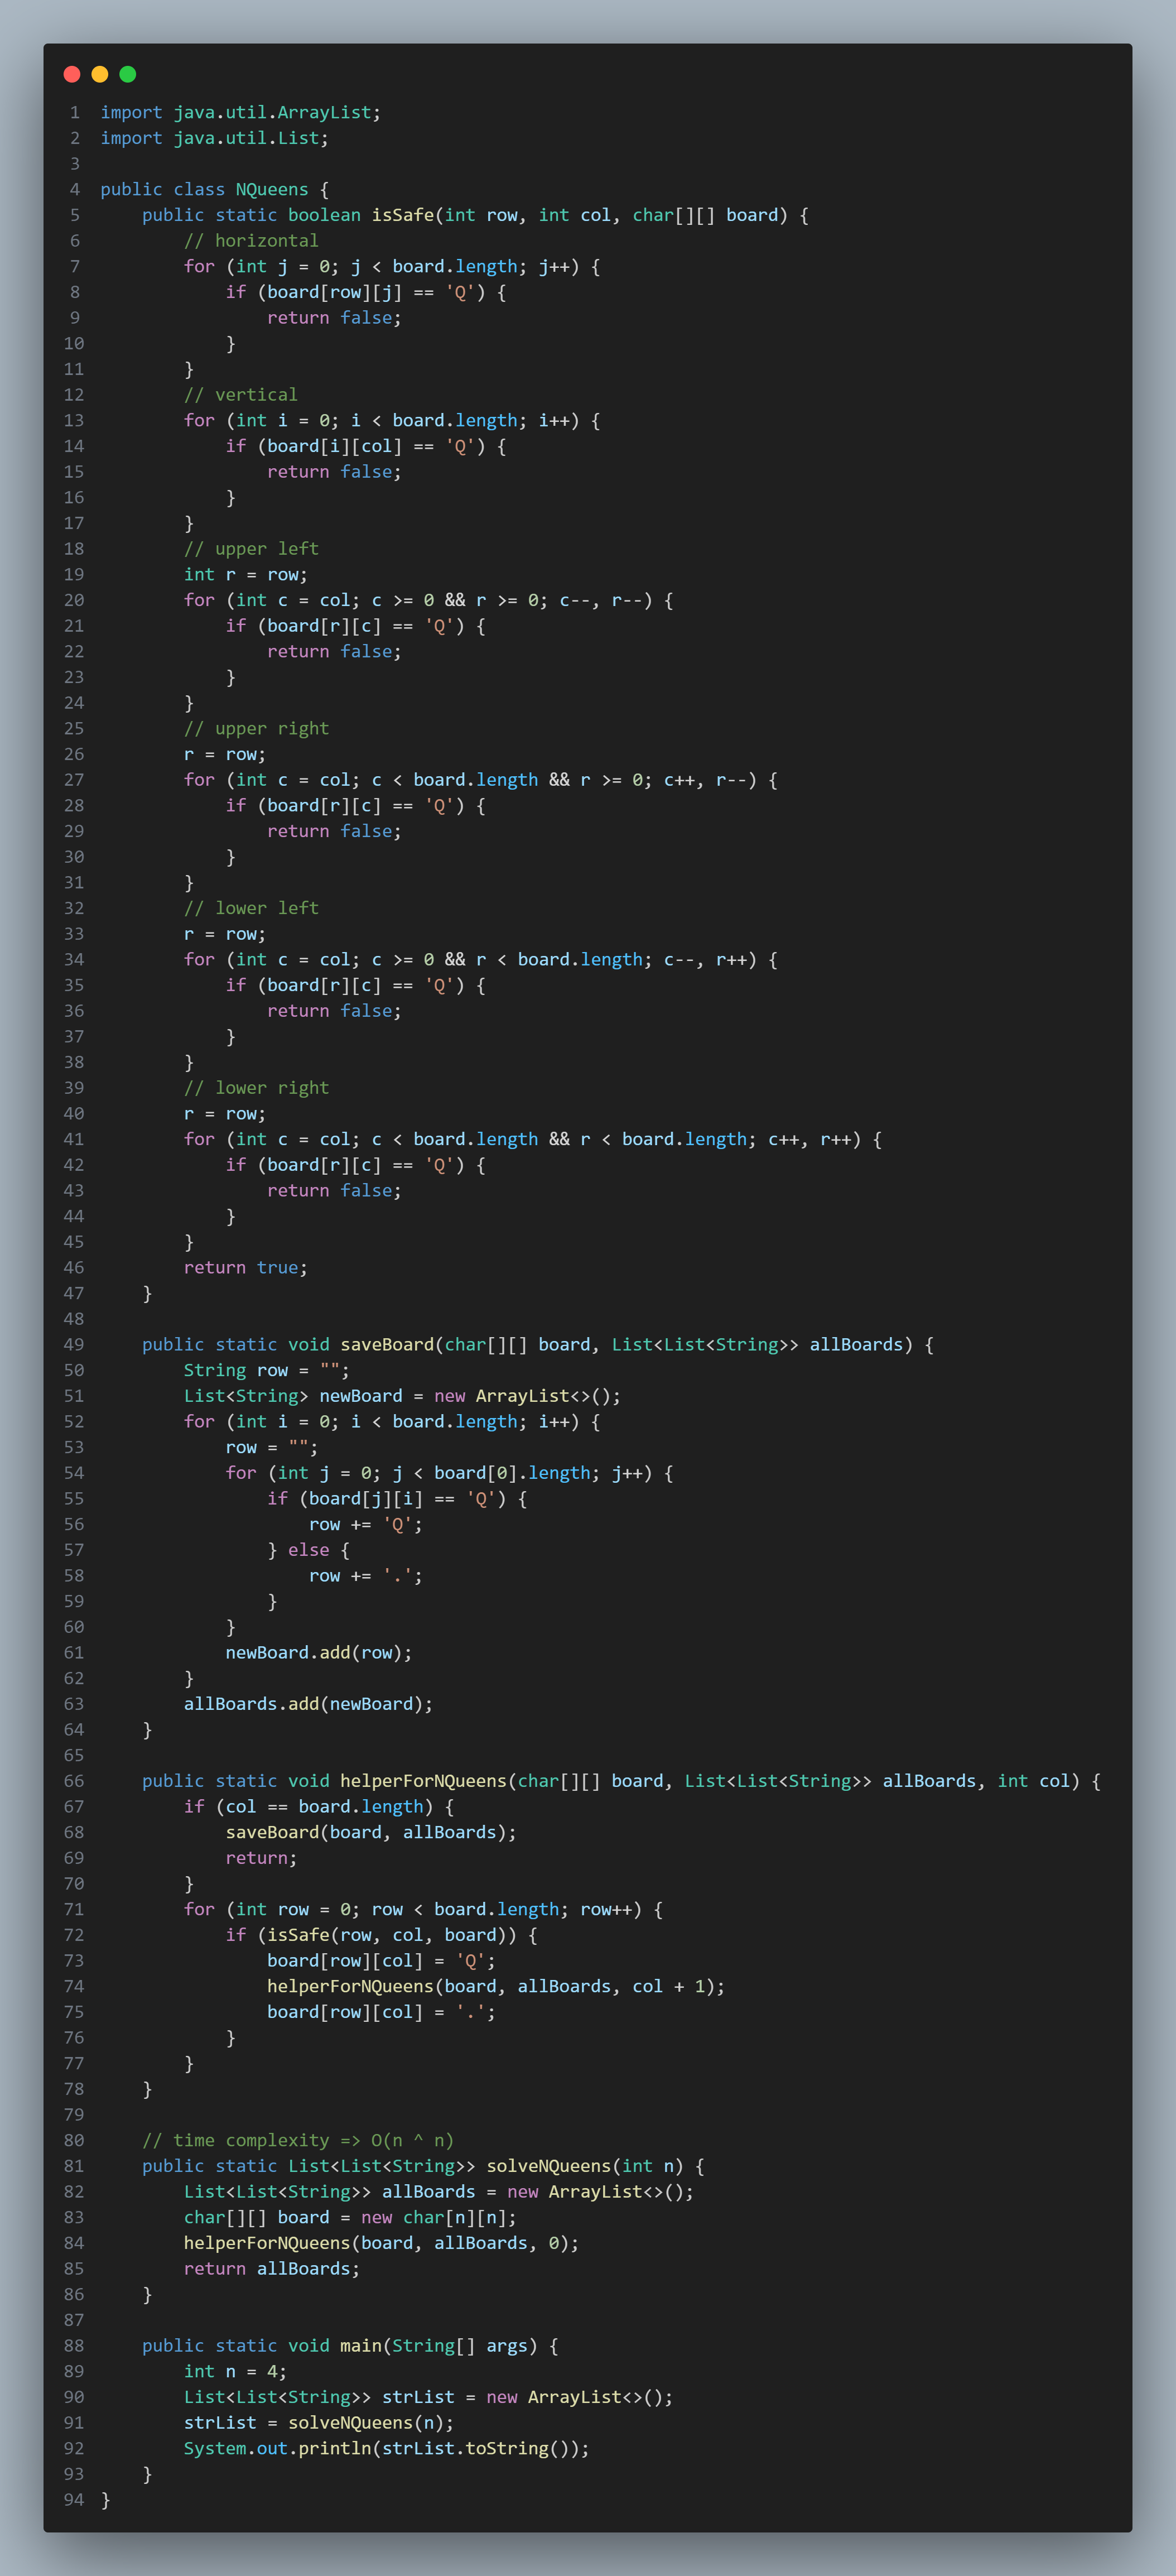 1 import java.util.ArrayList;
2 import java.util.List;
3
4 public class NQueens {
5     public static boolean isSafe(int row, int col, char[][] board) {
6         // horizontal
7         for (int j = 0; j < board.length; j++) {
8             if (board[row][j] == 'Q') {
9                 return false;
10             }
11         }
12         // vertical
13         for (int i = 0; i < board.length; i++) {
14             if (board[i][col] == 'Q') {
15                 return false;
16             }
17         }
18         // upper left
19         int r = row;
20         for (int c = col; c >= 0 && r >= 0; c--, r--) {
21             if (board[r][c] == 'Q') {
22                 return false;
23             }
24         }
25         // upper right
26         r = row;
27         for (int c = col; c < board.length && r >= 0; c++, r--) {
28             if (board[r][c] == 'Q') {
29                 return false;
30             }
31         }
32         // lower left
33         r = row;
34         for (int c = col; c >= 0 && r < board.length; c--, r++) {
35             if (board[r][c] == 'Q') {
36                 return false;
37             }
38         }
39         // lower right
40         r = row;
41         for (int c = col; c < board.length && r < board.length; c++, r++) {
42             if (board[r][c] == 'Q') {
43                 return false;
44             }
45         }
46         return true;
47     }
48
49     public static void saveBoard(char[][] board, List<List<String>> allBoards) {
50         String row = "";
51         List<String> newBoard = new ArrayList<>();
52         for (int i = 0; i < board.length; i++) {
53             row = "";
54             for (int j = 0; j < board[0].length; j++) {
55                 if (board[j][i] == 'Q') {
56                     row += 'Q';
57                 } else {
58                     row += '.';
59                 }
60             }
61             newBoard.add(row);
62         }
63         allBoards.add(newBoard);
64     }
65
66     public static void helperForNQueens(char[][] board, List<List<String>> allBoards, int col) {
67         if (col == board.length) {
68             saveBoard(board, allBoards);
69             return;
70         }
71         for (int row = 0; row < board.length; row++) {
72             if (isSafe(row, col, board)) {
73                 board[row][col] = 'Q';
74                 helperForNQueens(board, allBoards, col + 1);
75                 board[row][col] = '.';
76             }
77         }
78     }
79
80     // time complexity => O(n ^ n)
81     public static List<List<String>> solveNQueens(int n) {
82         List<List<String>> allBoards = new ArrayList<>();
83         char[][] board = new char[n][n];
84         helperForNQueens(board, allBoards, 0);
85         return allBoards;
86     }
87
88     public static void main(String[] args) {
89         int n = 4;
90         List<List<String>> strList = new ArrayList<>();
91         strList = solveNQueens(n);
92         System.out.println(strList.toString());
93     }
94 }